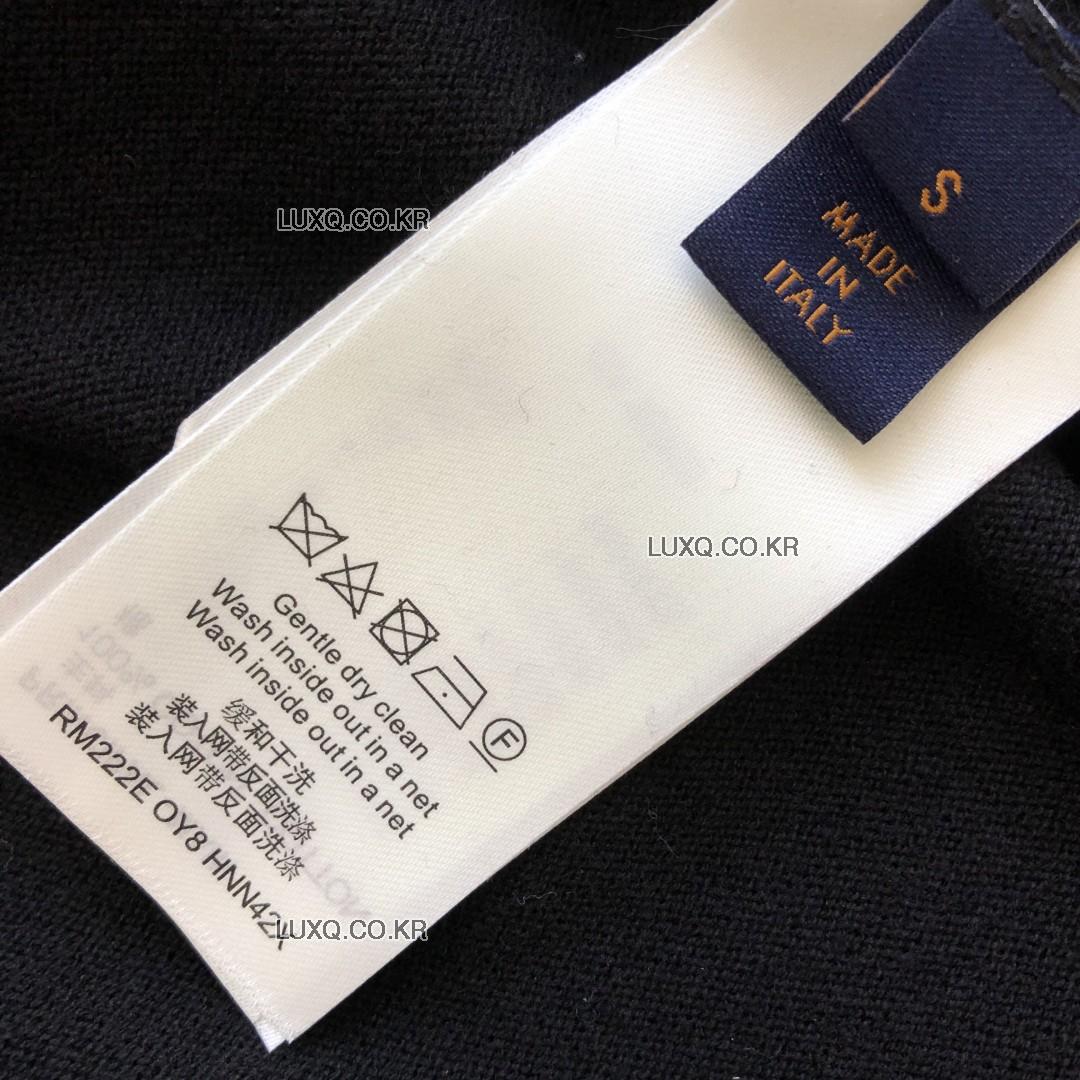 S
MADE
IN
ITALY
LUXQ.CO.KR
LUXQ.CO.KR
F
Gentle dry clean
Wash inside out in a net
Wash inside out in a net
缓和干洗
装入网带反面洗涤
装入网带反面洗涤
RM222E OY8 HNN42X
LUXQ.CO.KR